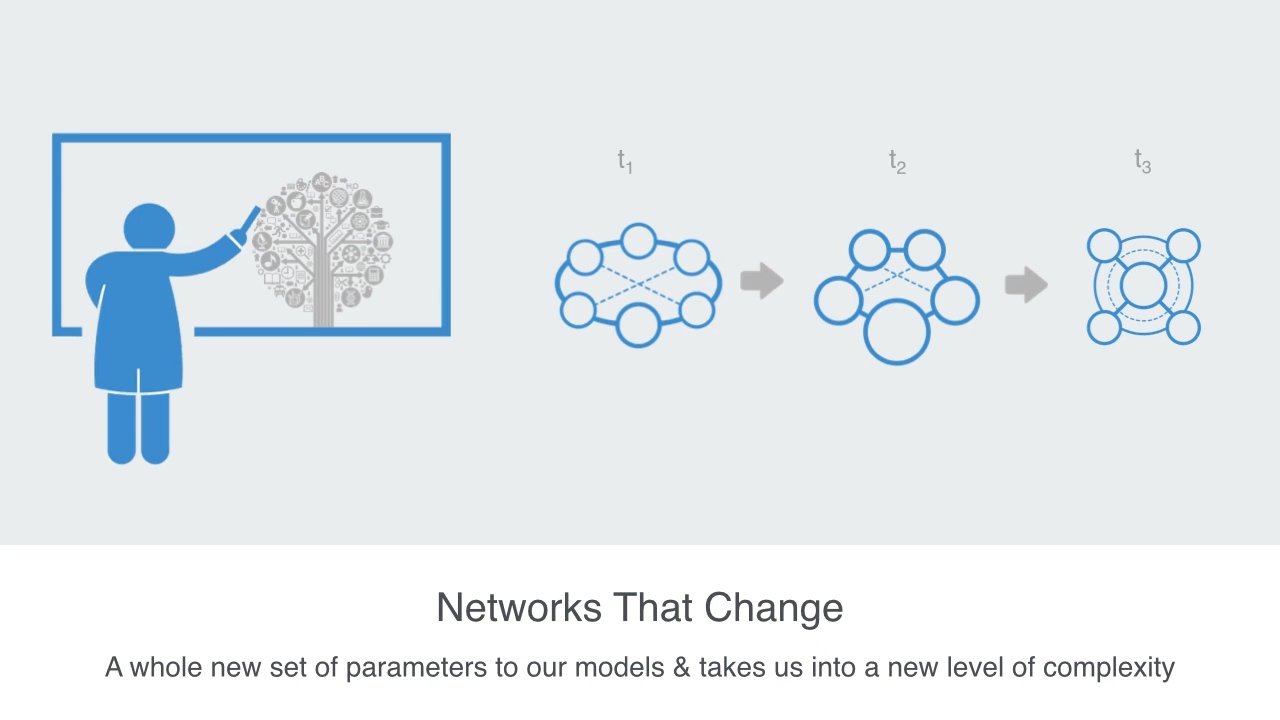 t1
t2
t3
ABC
Networks That Change
A whole new set of parameters to our models & takes us into a new level of complexity